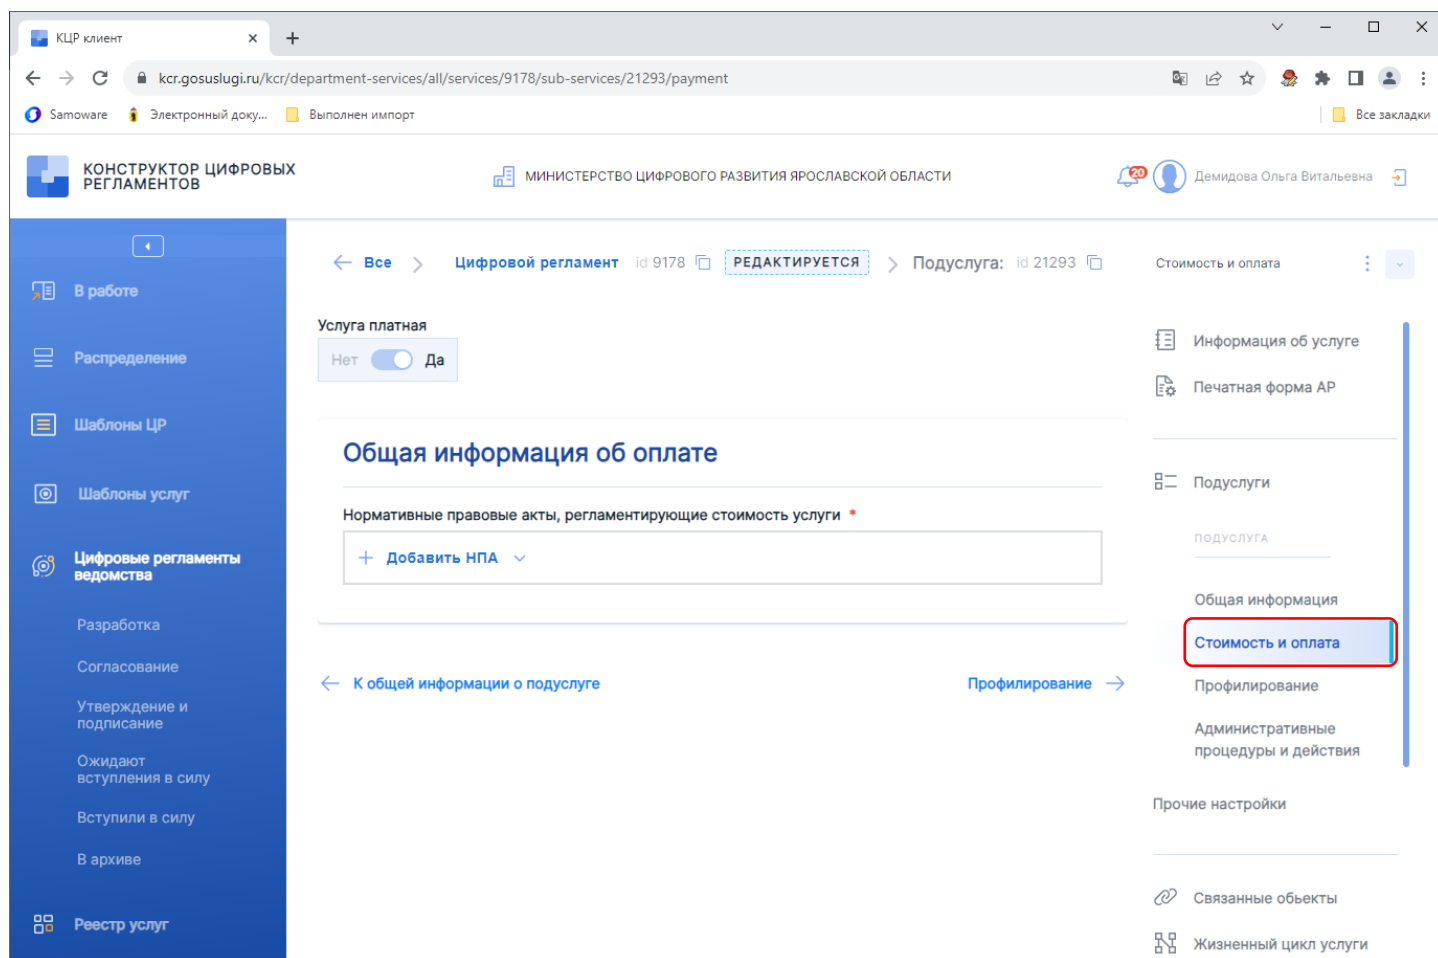 КЦР клиент
kcr.gosuslugi.ru/kcr/department-services/all/services/9178/sub-services/21293/payment
Samoware
Электронный доку...
Выполнен импорт
Все закладки
КОНСТРУКТОР ЦИФРОВЫХ
РЕГЛАМЕНТОВ
МИНИСТЕРСТВО ЦИФРОВОГО РАЗВИТИЯ ЯРОСЛАВСКОЙ ОБЛАСТИ
20
Демидова Ольга Витальевна
В работе
Распределение
Шаблоны ЦР
Шаблоны услуг
Цифровые регламенты
ведомства
Разработка
Согласование
Утверждение и
подписание
Ожидают
вступления в силу
Вступили в силу
В архиве
Реестр услуг
Все
Цифровой регламент id 9178
РЕДАКТИРУЕТСЯ
Подуслуга: id 21293
Услуга платная
Нет Да
Общая информация об оплате
Нормативные правовые акты, регламентирующие стоимость услуги *
+ Добавить НПА
К общей информации о подуслуге
Профилирование
Стоимость и оплата
Информация об услуге
Печатная форма АР
Подуслуги
ПОДУСЛУГА
Общая информация
Стоимость и оплата
Профилирование
Административные
процедуры и действия
Прочие настройки
Связанные обьекты
Жизненный цикл услуги